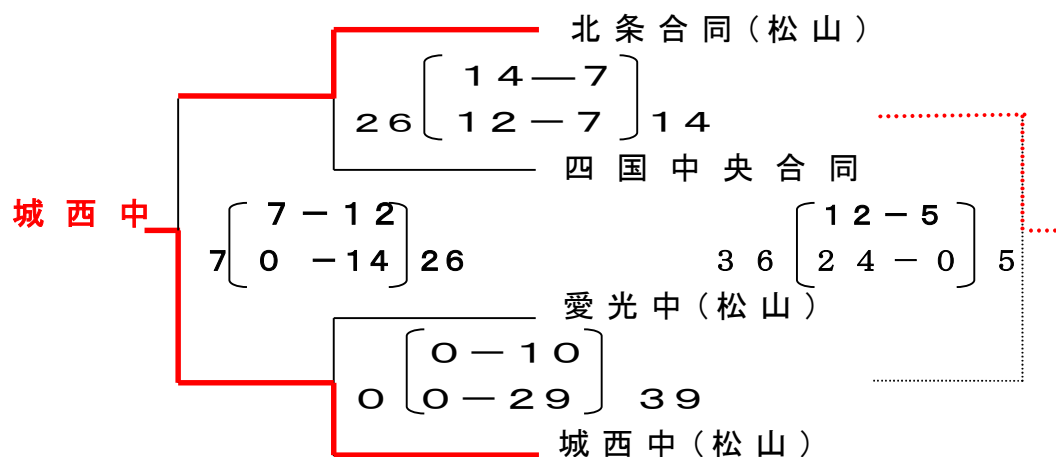 北条合同(松山)
14―7
26 12－7 14
四国中央合同
城西中
7－12
7 0 －14 26
12－5
36 24－0 5
愛光中(松山)
0－10
0 0－29 39
城西中(松山)